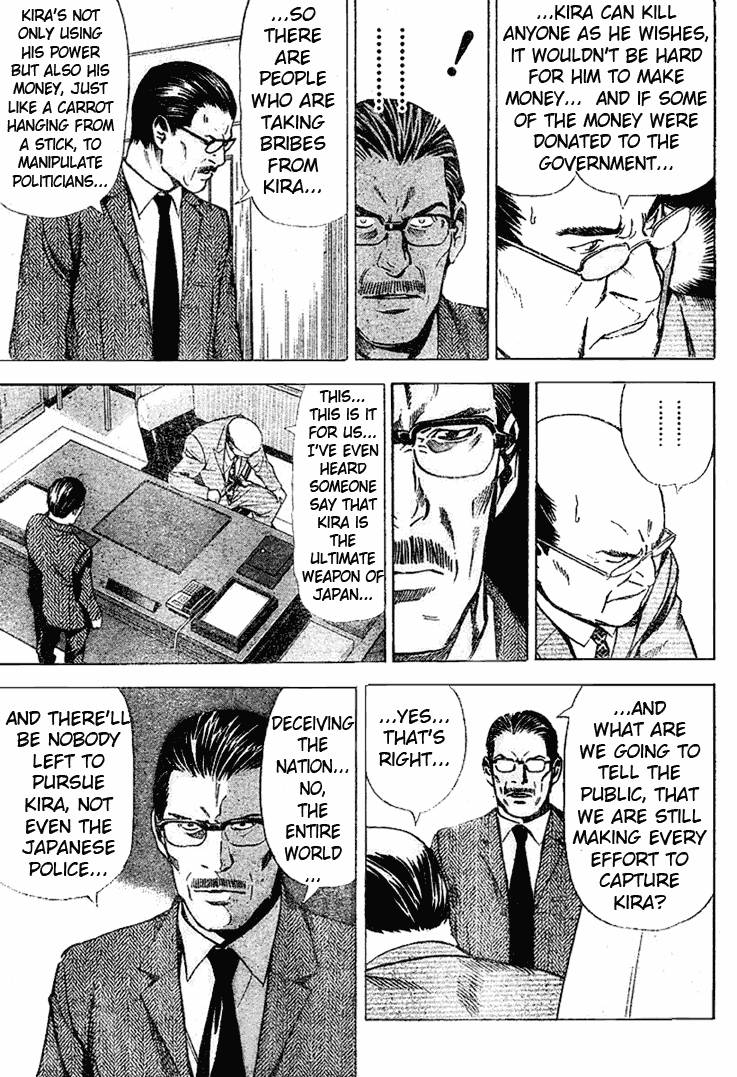 ...KIRA CAN KILL
ANYONE AS HE WISHES,
IT WOULDN'T BE HARD
FOR HIM TO MAKE
MONEY... AND IF SOME
OF THE MONEY WERE
DONATED TO THE
GOVERNMENT...
!
......
......
...SO
THERE
ARE
PEOPLE
WHO ARE
TAKING
BRIBES
FROM
KIRA...
KIRA'S NOT
ONLY USING
HIS POWER
BUT ALSO HIS
MONEY, JUST
LIKE A CARROT
HANGING FROM
A STICK, TO
MANIPULATE
POLITICIANS...
......
THIS...
THIS IS IT
FOR US...
I'VE EVEN
HEARD
SOMEONE
SAY THAT
KIRA IS
THE
ULTIMATE
WEAPON OF
JAPAN...
...AND
WHAT ARE
WE GOING TO
TELL THE
PUBLIC, THAT
WE ARE STILL
MAKING EVERY
EFFORT TO
CAPTURE
KIRA?
...YES...
THAT'S
RIGHT...
DECEIVING
THE
NATION...
NO,
THE
ENTIRE
WORLD
...
AND THERE'LL
BE NOBODY
LEFT TO
PURSUE
KIRA, NOT
EVEN THE
JAPANESE
POLICE...